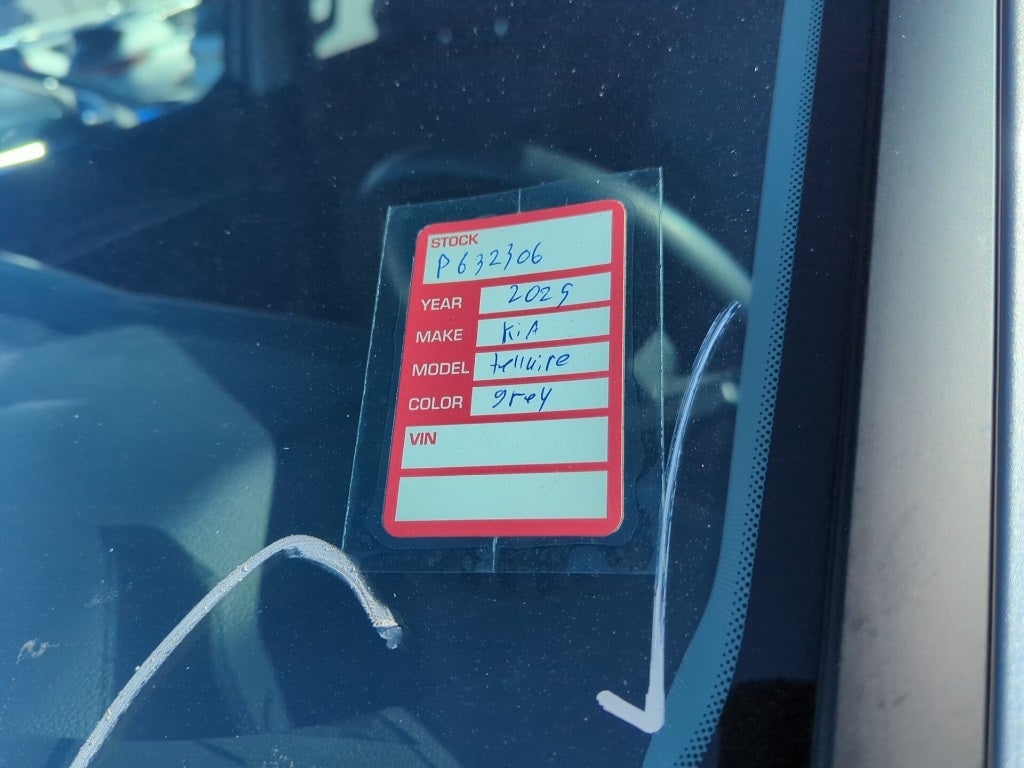 STOCK
P632306
YEAR 2025
MAKE KiA
MODEL telluire
COLOR grey
VIN